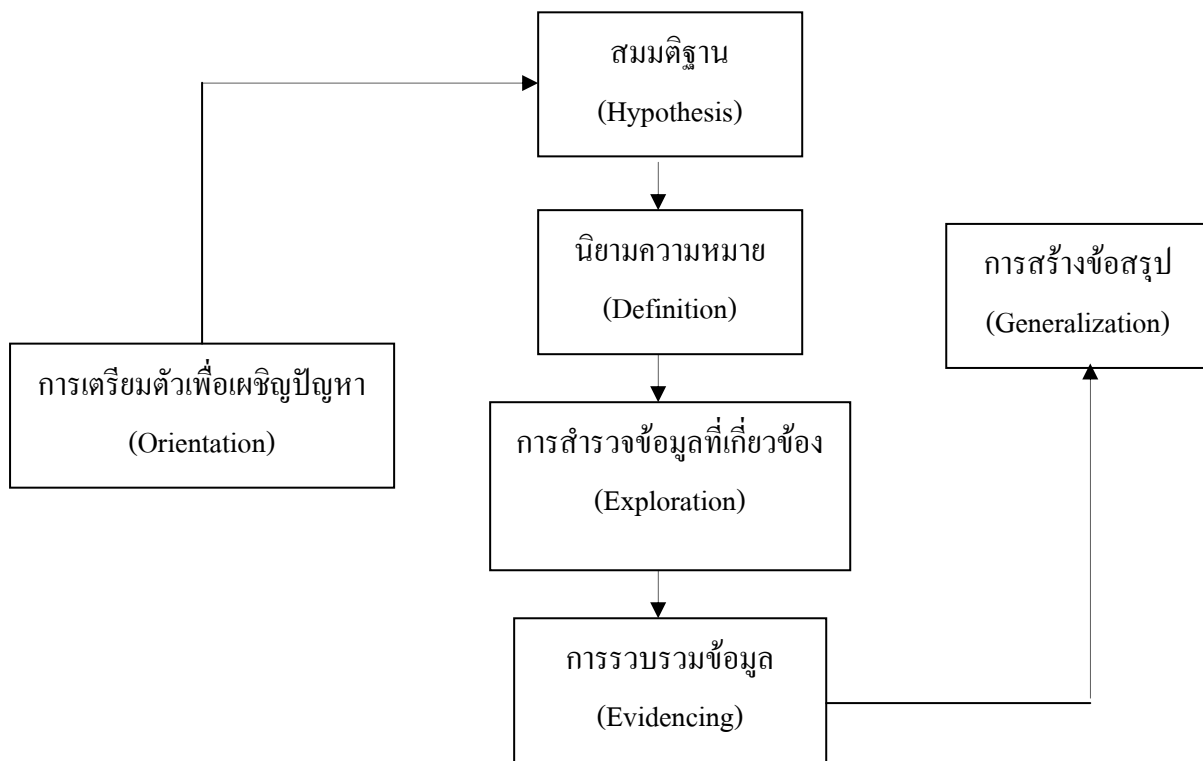 สมมติฐาน
(Hypothesis)
นิยามความหมาย
(Definition)
การสร้างข้อสรุป
(Generalization)
การเตรียมตัวเพื่อเผชิญปัญหา
(Orientation)
การสำรวจข้อมูลที่เกี่ยวข้อง
(Exploration)
การรวบรวมข้อมูล
(Evidencing)